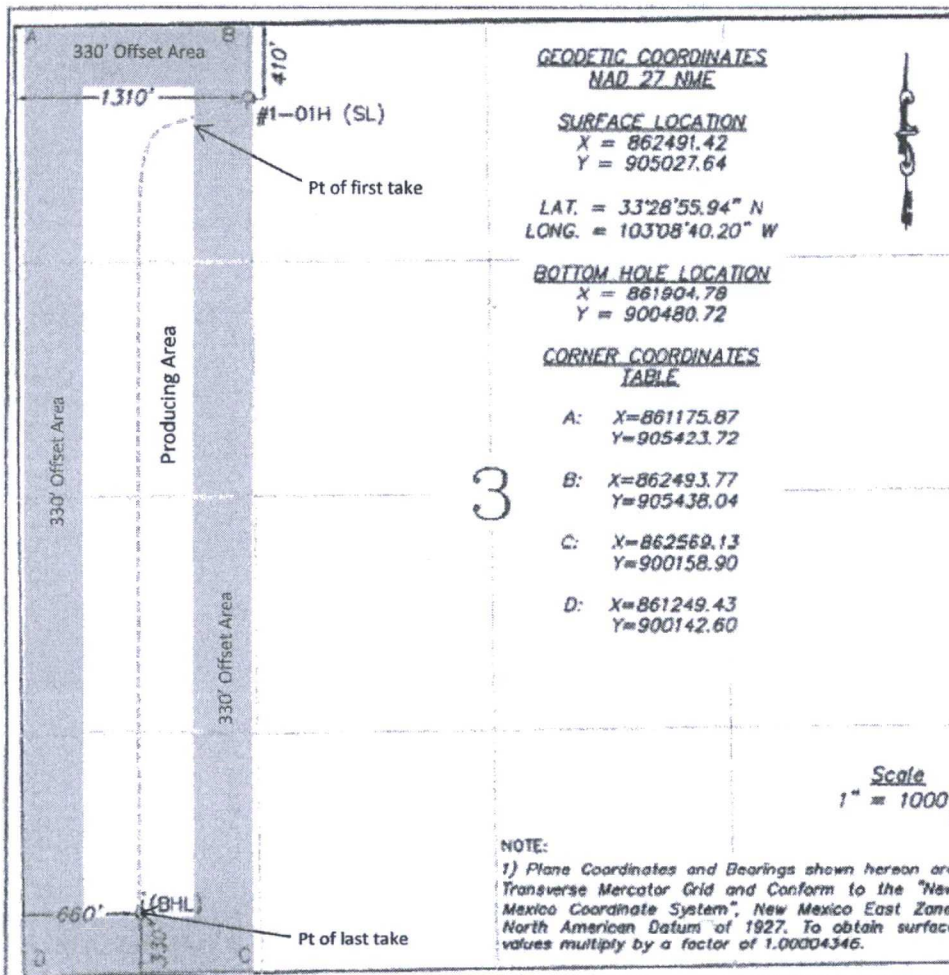 A
330' Offset Area
B
410'
1310'
#1-01H (SL)
Pt of first take
330' Offset Area
Producing Area
330' Offset Area
3
660'
(BHL)
330'
Pt of last take
D
C
GEODETIC COORDINATES
NAD 27 NME
SURFACE LOCATION
X = 862491.42
Y = 905027.64
LAT. = 33°28'55.94" N
LONG. = 103°08'40.20" W
BOTTOM HOLE LOCATION
X = 861904.78
Y = 900480.72
CORNER COORDINATES
TABLE
A: X=861175.87
Y=905423.72
B: X=862493.77
Y=905438.04
C: X=862569.13
Y=900158.90
D: X=861249.43
Y=900142.60
Scale
1" = 1000
NOTE:
1) Plane Coordinates and Bearings shown hereon are
Transverse Mercator Grid and Conform to the "New
Mexico Coordinate System", New Mexico East Zone
North American Datum of 1927. To obtain surface
values multiply by a factor of 1.00004346.